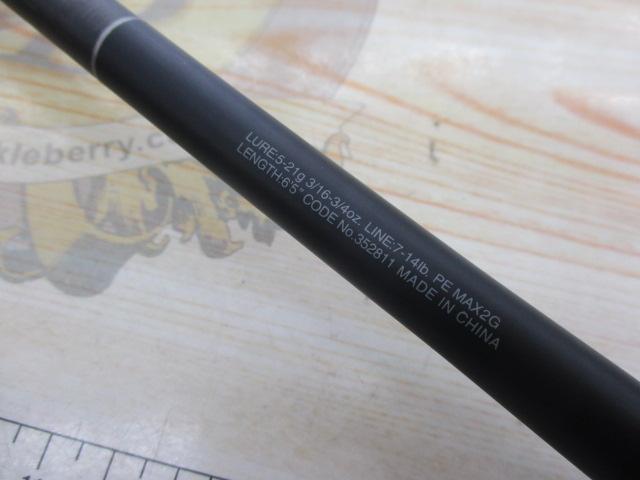 LURE:5-21g 3/16-3/4oz. LINE:7-14lb. PE MAX2G
LENGTH:6'5" CODE No.352811 MADE IN CHINA
kleberry.c